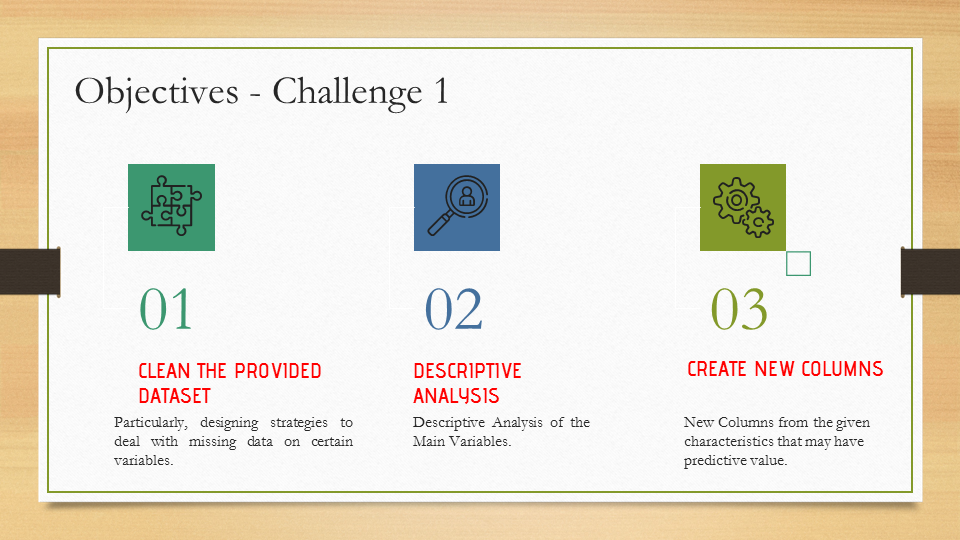 Objectives - Challenge 1
01
CLEAN THE PROVIDED
DATASET
Particularly, designing strategies to
deal with missing data on certain
variables.
02
DESCRIPTIVE
ANALYSIS
Descriptive Analysis of the
Main Variables.
03
CREATE NEW COLUMNS
New Columns from the given
characteristics that may have
predictive value.